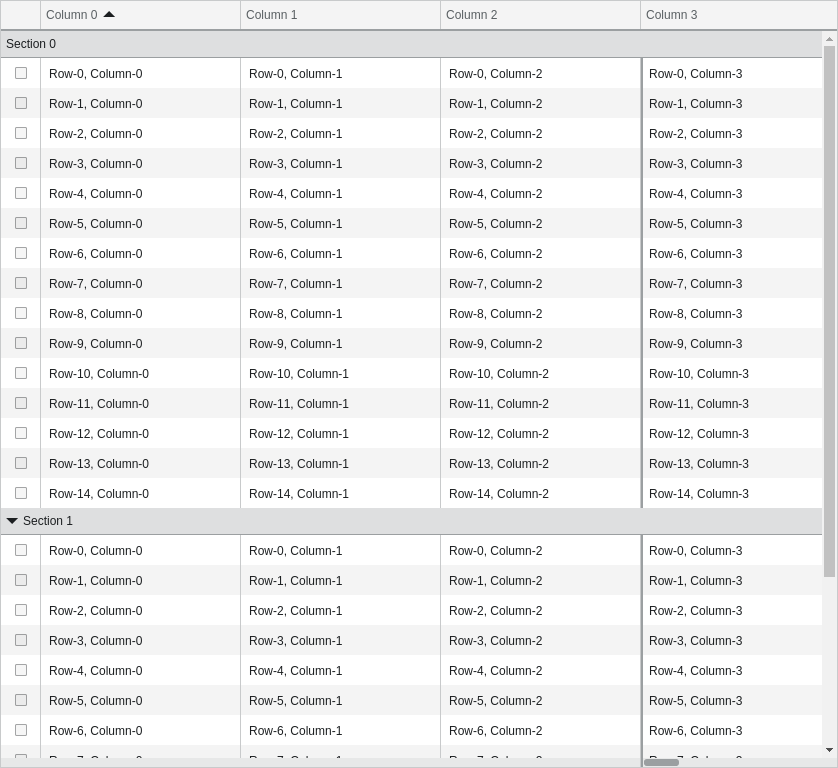 Column 0 Column 1 Column 2 Column 3
Section 0
Row-0, Column-0 Row-0, Column-1 Row-0, Column-2 Row-0, Column-3
Row-1, Column-0 Row-1, Column-1 Row-1, Column-2 Row-1, Column-3
Row-2, Column-0 Row-2, Column-1 Row-2, Column-2 Row-2, Column-3
Row-3, Column-0 Row-3, Column-1 Row-3, Column-2 Row-3, Column-3
Row-4, Column-0 Row-4, Column-1 Row-4, Column-2 Row-4, Column-3
Row-5, Column-0 Row-5, Column-1 Row-5, Column-2 Row-5, Column-3
Row-6, Column-0 Row-6, Column-1 Row-6, Column-2 Row-6, Column-3
Row-7, Column-0 Row-7, Column-1 Row-7, Column-2 Row-7, Column-3
Row-8, Column-0 Row-8, Column-1 Row-8, Column-2 Row-8, Column-3
Row-9, Column-0 Row-9, Column-1 Row-9, Column-2 Row-9, Column-3
Row-10, Column-0 Row-10, Column-1 Row-10, Column-2 Row-10, Column-3
Row-11, Column-0 Row-11, Column-1 Row-11, Column-2 Row-11, Column-3
Row-12, Column-0 Row-12, Column-1 Row-12, Column-2 Row-12, Column-3
Row-13, Column-0 Row-13, Column-1 Row-13, Column-2 Row-13, Column-3
Row-14, Column-0 Row-14, Column-1 Row-14, Column-2 Row-14, Column-3
Section 1
Row-0, Column-0 Row-0, Column-1 Row-0, Column-2 Row-0, Column-3
Row-1, Column-0 Row-1, Column-1 Row-1, Column-2 Row-1, Column-3
Row-2, Column-0 Row-2, Column-1 Row-2, Column-2 Row-2, Column-3
Row-3, Column-0 Row-3, Column-1 Row-3, Column-2 Row-3, Column-3
Row-4, Column-0 Row-4, Column-1 Row-4, Column-2 Row-4, Column-3
Row-5, Column-0 Row-5, Column-1 Row-5, Column-2 Row-5, Column-3
Row-6, Column-0 Row-6, Column-1 Row-6, Column-2 Row-6, Column-3